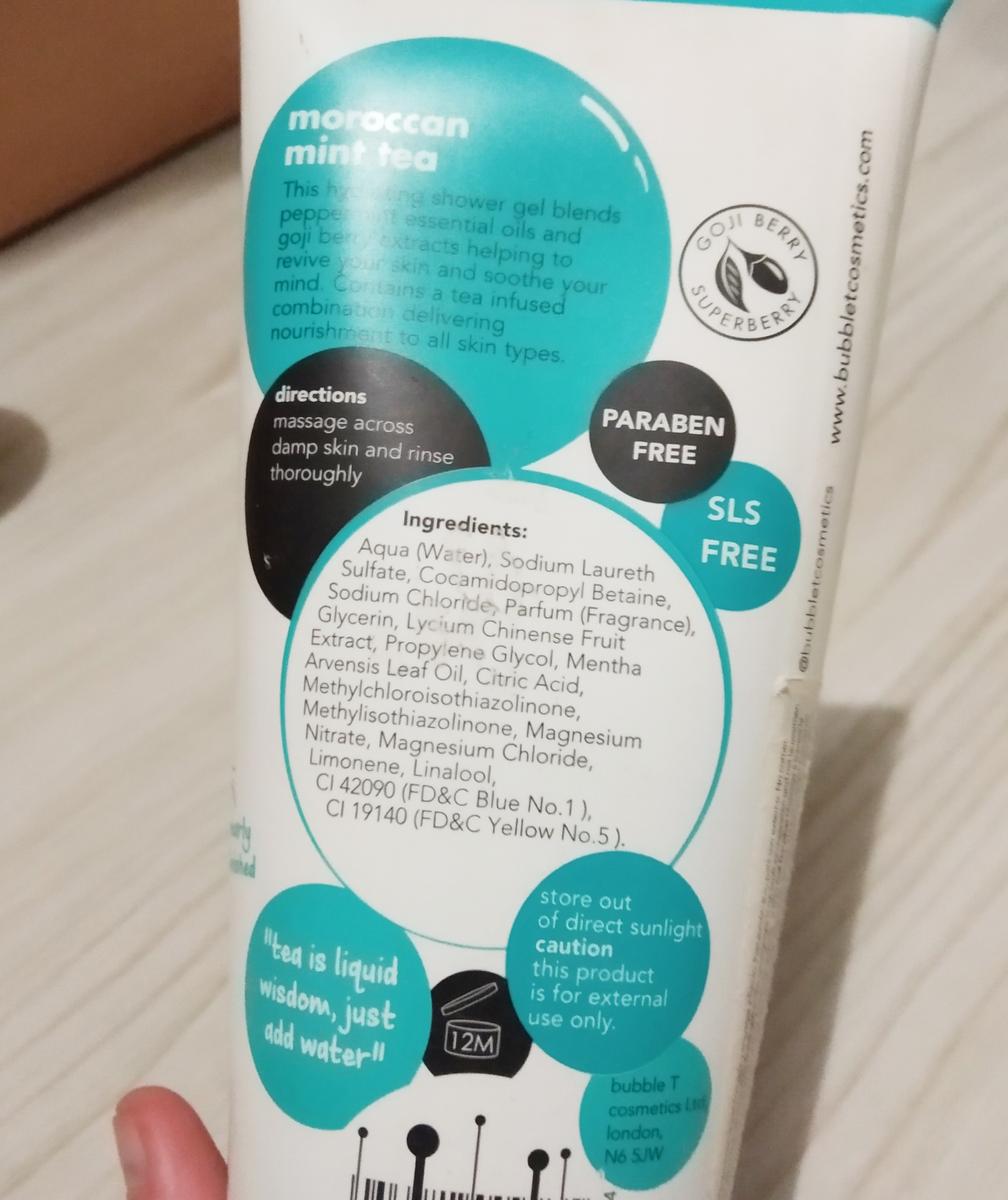 moroccan
mint tea
This hydrating shower gel blends
peppermint essential oils and
goji berry extracts helping to
revive your skin and soothe your
mind. Contains a tea infused
combination delivering
nourishment to all skin types.
GOJI BERRY
SUPERBERRY
www.bubbletcosmetics.com
directions
massage across
damp skin and rinse
thoroughly
PARABEN
FREE
SLS
FREE
@bubbletcosmetics
Ingredients:
Aqua (Water), Sodium Laureth
Sulfate, Cocamidopropyl Betaine,
Sodium Chloride, Parfum (Fragrance),
Glycerin, Lycium Chinense Fruit
Extract, Propylene Glycol, Mentha
Arvensis Leaf Oil, Citric Acid,
Methylchloroisothiazolinone,
Methylisothiazolinone, Magnesium
Nitrate, Magnesium Chloride,
Limonene, Linalool,
CI 42090 (FD&C Blue No.1 ),
CI 19140 (FD&C Yellow No.5 ).
store out
of direct sunlight
caution
this product
is for external
use only.
"tea is liquid
wisdom, just
add water"
12M
bubble T
cosmetics Ltd,
london,
N6 5JW